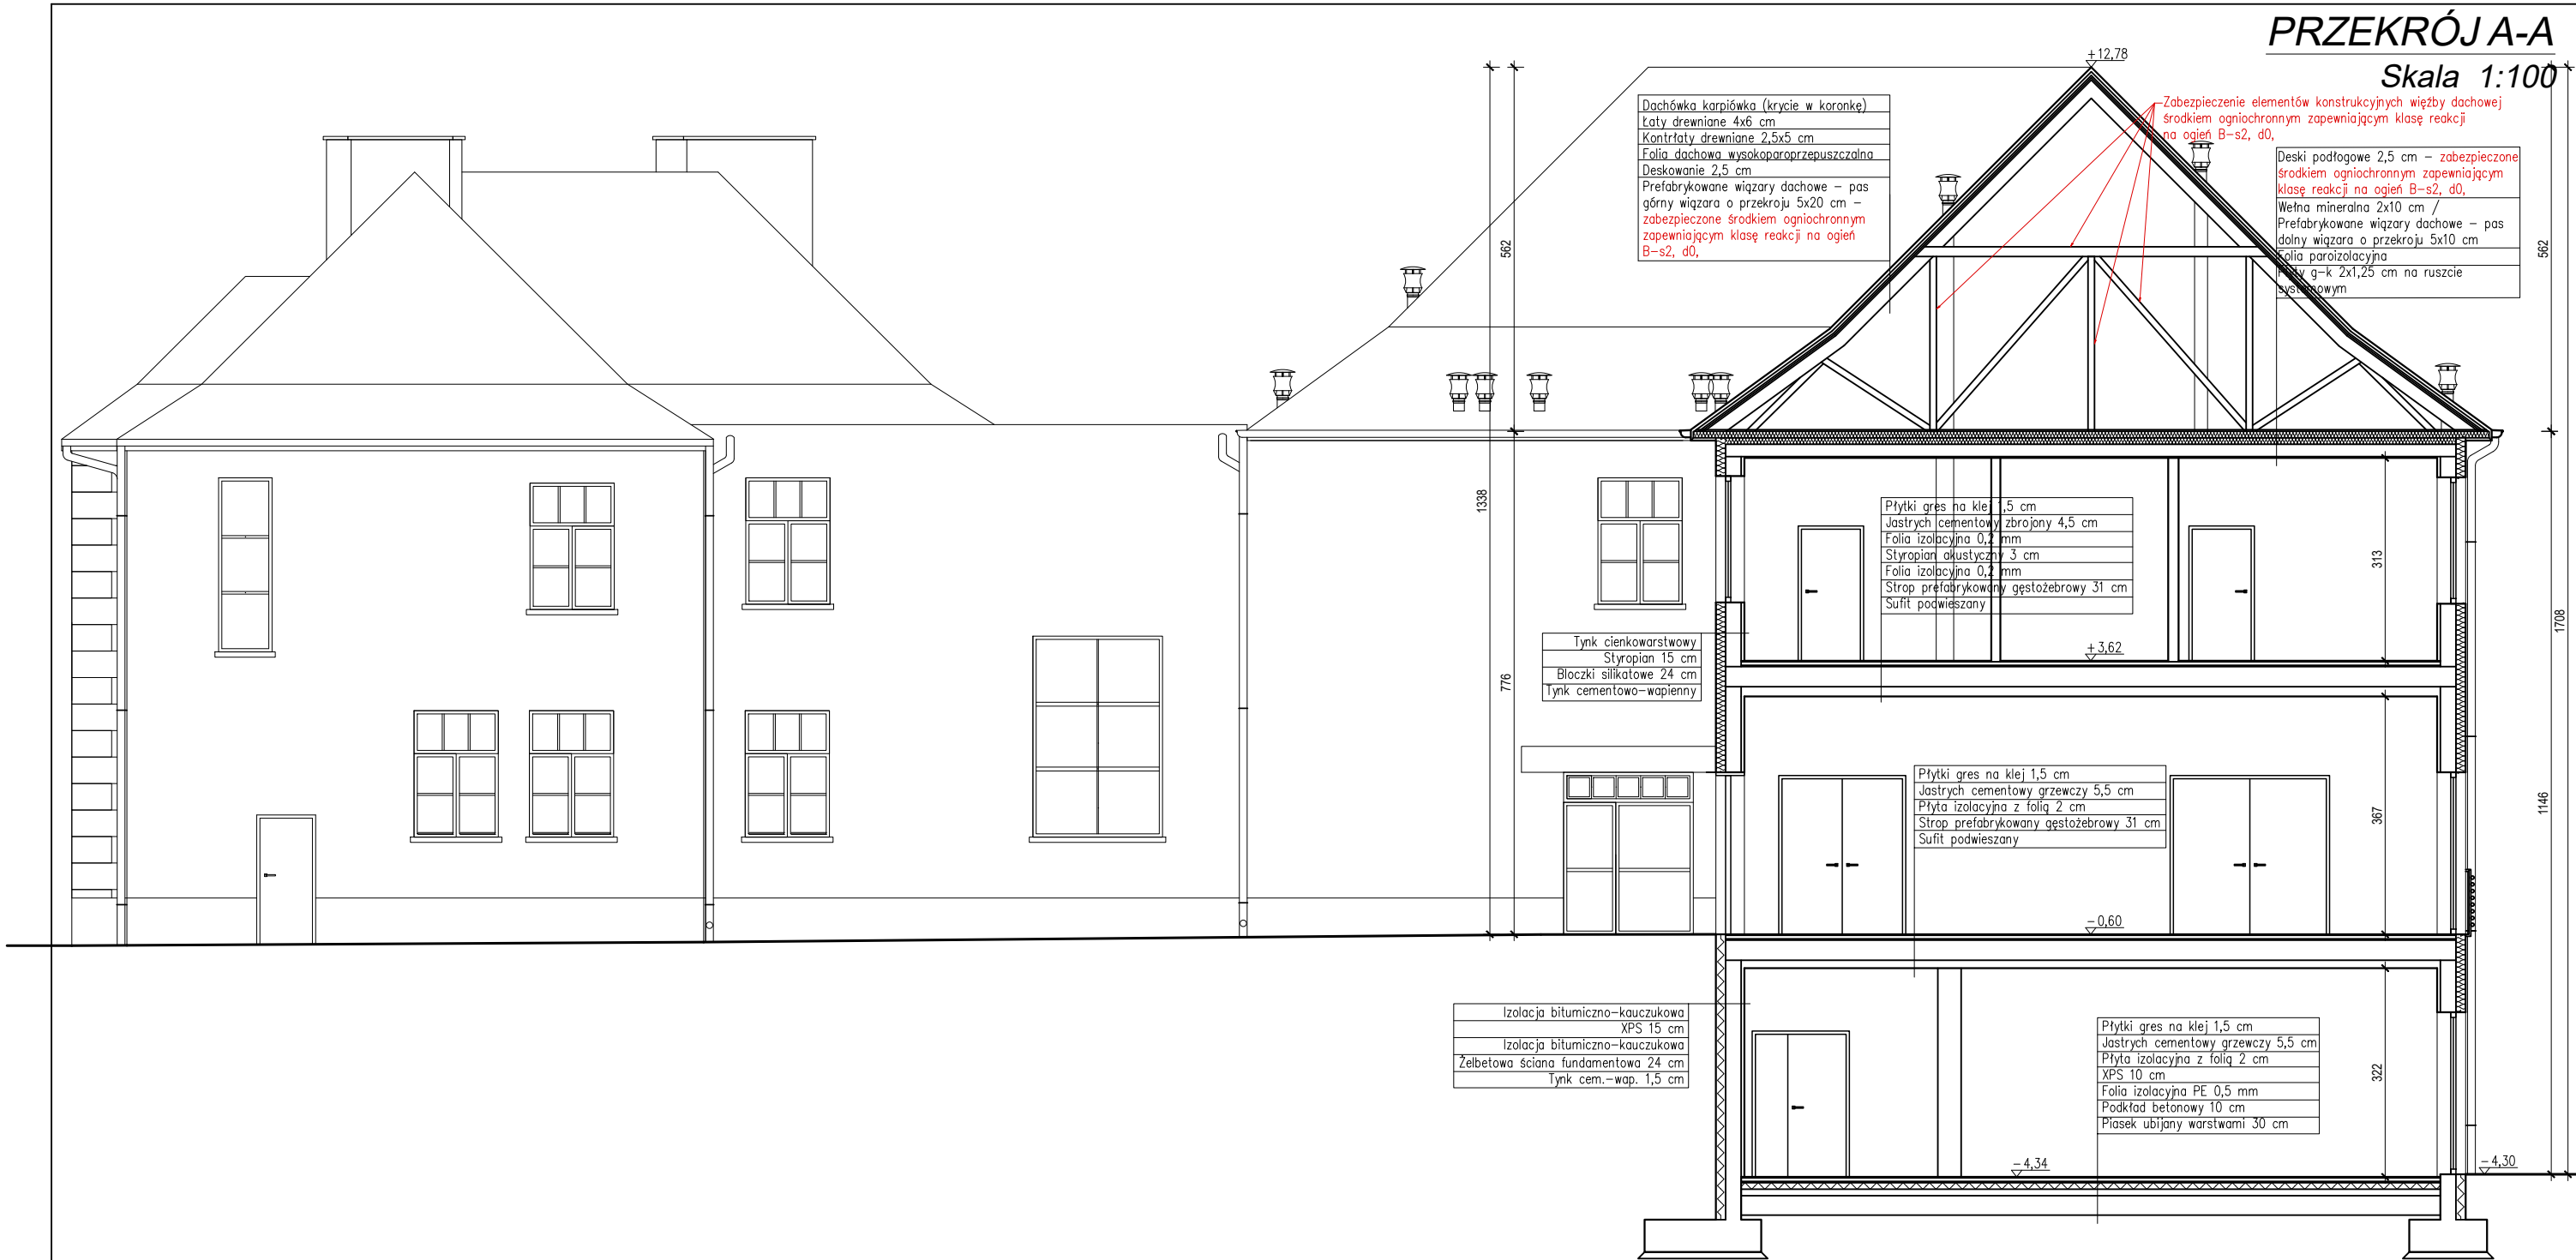 PRZEKRÓJ A-A
Skala 1:100
+12,78
Zabezpieczenie elementów konstrukcyjnych więźby dachowej
środkiem ogniochronnym zapewniającym klasę reakcji
na ogień B-s2, d0,
Dachówka karpiówka (krycie w koronkę)
Łaty drewniane 4x6 cm
Kontrłaty drewniane 2,5x5 cm
Folia dachowa wysokoparoprzepuszczalna
Deskowanie 2,5 cm
Prefabrykowane wiązary dachowe – pas
górny wiązara o przekroju 5x20 cm –
zabezpieczone środkiem ogniochronnym
zapewniającym klasę reakcji na ogień
B-s2, d0,
Deski podłogowe 2,5 cm – zabezpieczone
środkiem ogniochronnym zapewniającym
klasę reakcji na ogień B-s2, d0,
Wełna mineralna 2x10 cm /
Prefabrykowane wiązary dachowe – pas
dolny wiązara o przekroju 5x10 cm
Folia paroizolacyjna
Płyty g-k 2x1,25 cm na ruszcie
systemowym
562
562
1338
776
313
1708
Płytki gres na klej 1,5 cm
Jastrych cementowy zbrojony 4,5 cm
Folia izolacyjna 0,2 mm
Styropian akustyczny 3 cm
Folia izolacyjna 0,2 mm
Strop prefabrykowany gęstożebrowy 31 cm
Sufit podwieszany
+3,62
Tynk cienkowarstwowy
Styropian 15 cm
Bloczki silikatowe 24 cm
Tynk cementowo-wapienny
Płytki gres na klej 1,5 cm
Jastrych cementowy grzewczy 5,5 cm
Płyta izolacyjna z folią 2 cm
Strop prefabrykowany gęstożebrowy 31 cm
Sufit podwieszany
367
1146
-0,60
Izolacja bitumiczno-kauczukowa
XPS 15 cm
Izolacja bitumiczno-kauczukowa
Żelbetowa ściana fundamentowa 24 cm
Tynk cem.-wap. 1,5 cm
Płytki gres na klej 1,5 cm
Jastrych cementowy grzewczy 5,5 cm
Płyta izolacyjna z folią 2 cm
XPS 10 cm
Folia izolacyjna PE 0,5 mm
Podkład betonowy 10 cm
Piasek ubijany warstwami 30 cm
322
-4,34
-4,30